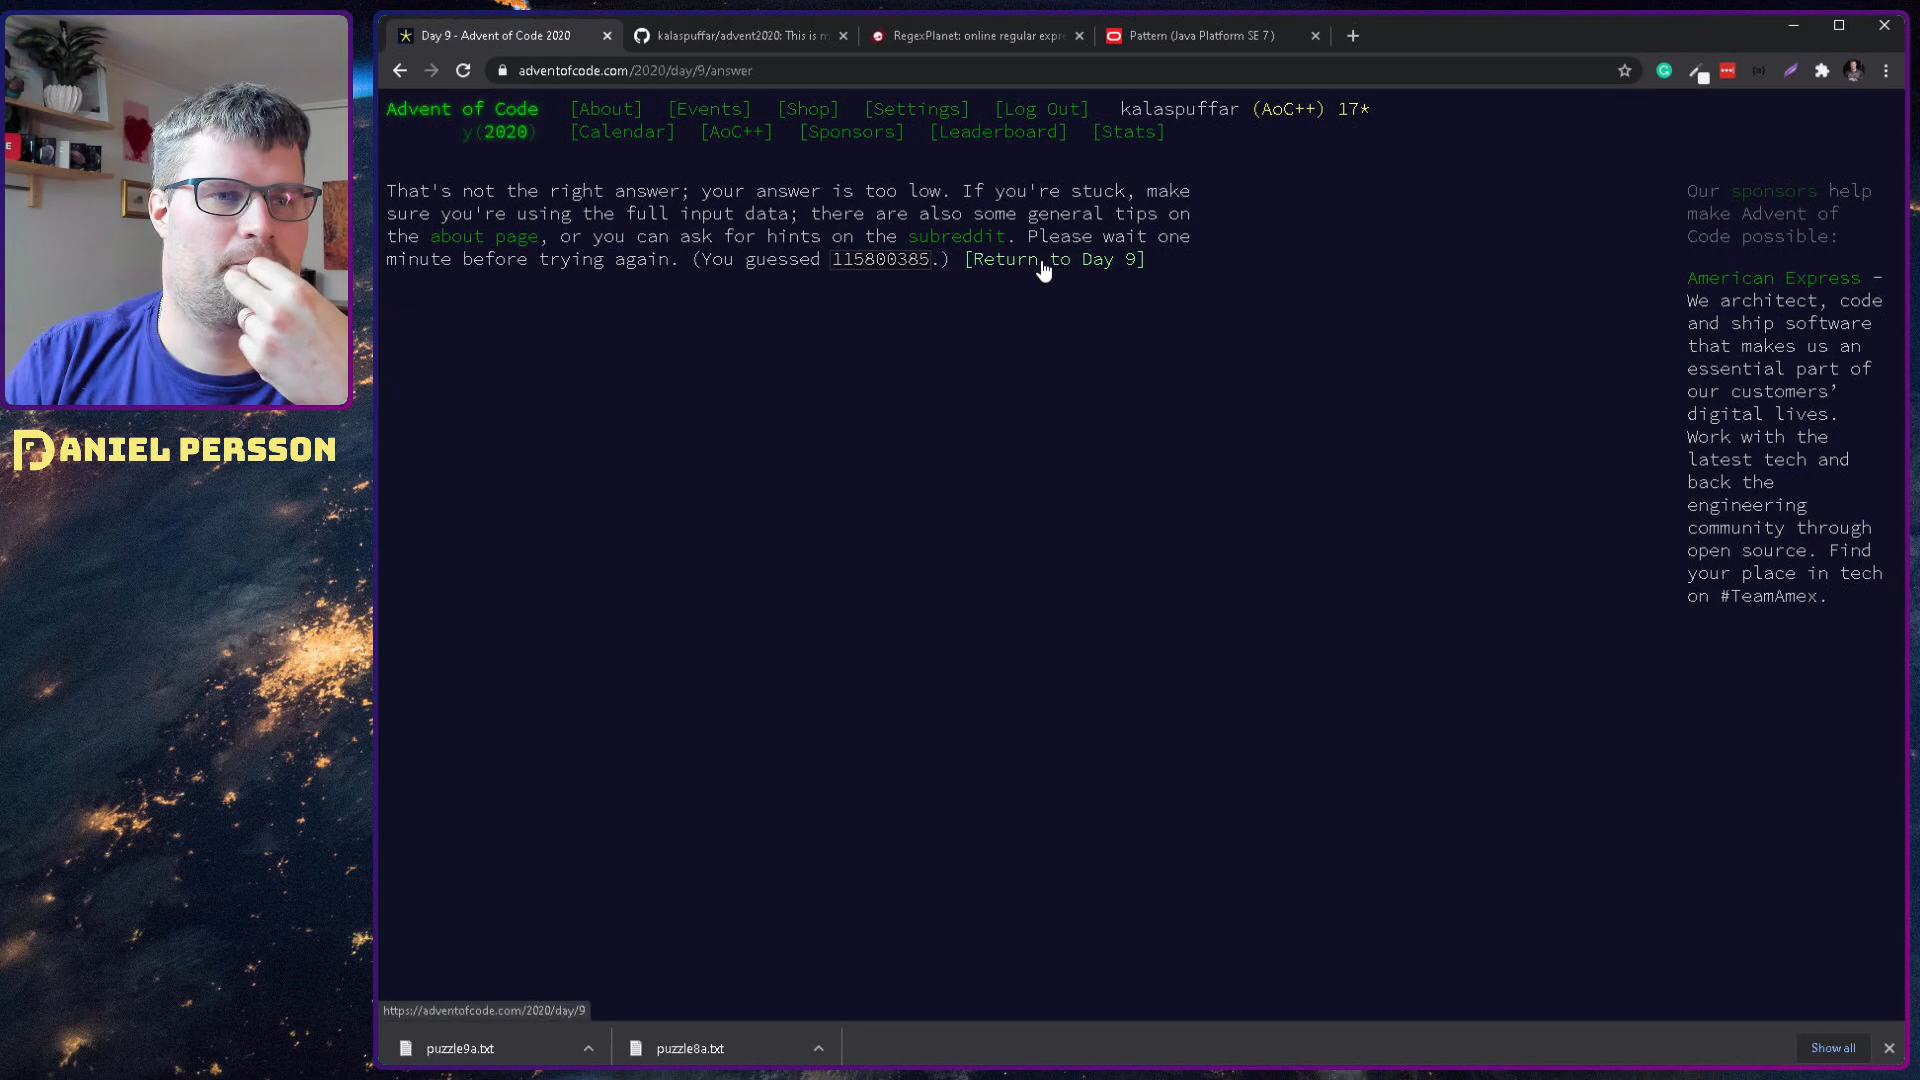 Day 9 - Advent of Code 2020
kalaspuffar/advent2020: This is m
RegexPlanet: online regular expre
Pattern (Java Platform SE 7 )
adventofcode.com/2020/day/9/answer
Advent of Code [About] [Events] [Shop] [Settings] [Log Out] kalaspuffar (AoC++) 17*
y(2020) [Calendar] [AoC++] [Sponsors] [Leaderboard] [Stats]
That's not the right answer; your answer is too low. If you're stuck, make
sure you're using the full input data; there are also some general tips on
the about page, or you can ask for hints on the subreddit. Please wait one
minute before trying again. (You guessed 115800385.) [Return to Day 9]
Our sponsors help
make Advent of
Code possible:
American Express -
We architect, code
and ship software
that makes us an
essential part of
our customers’
digital lives.
Work with the
latest tech and
back the
engineering
community through
open source. Find
your place in tech
on #TeamAmex.
DANIEL PERSSON
https://adventofcode.com/2020/day/9
puzzle9a.txt
puzzle8a.txt
Show all